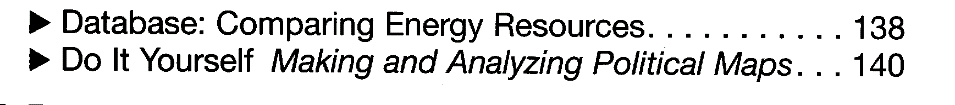 ▶ Database: Comparing Energy Resources. . . . . . . . . . . . 138
▶ Do It Yourself Making and Analyzing Political Maps. . . 140